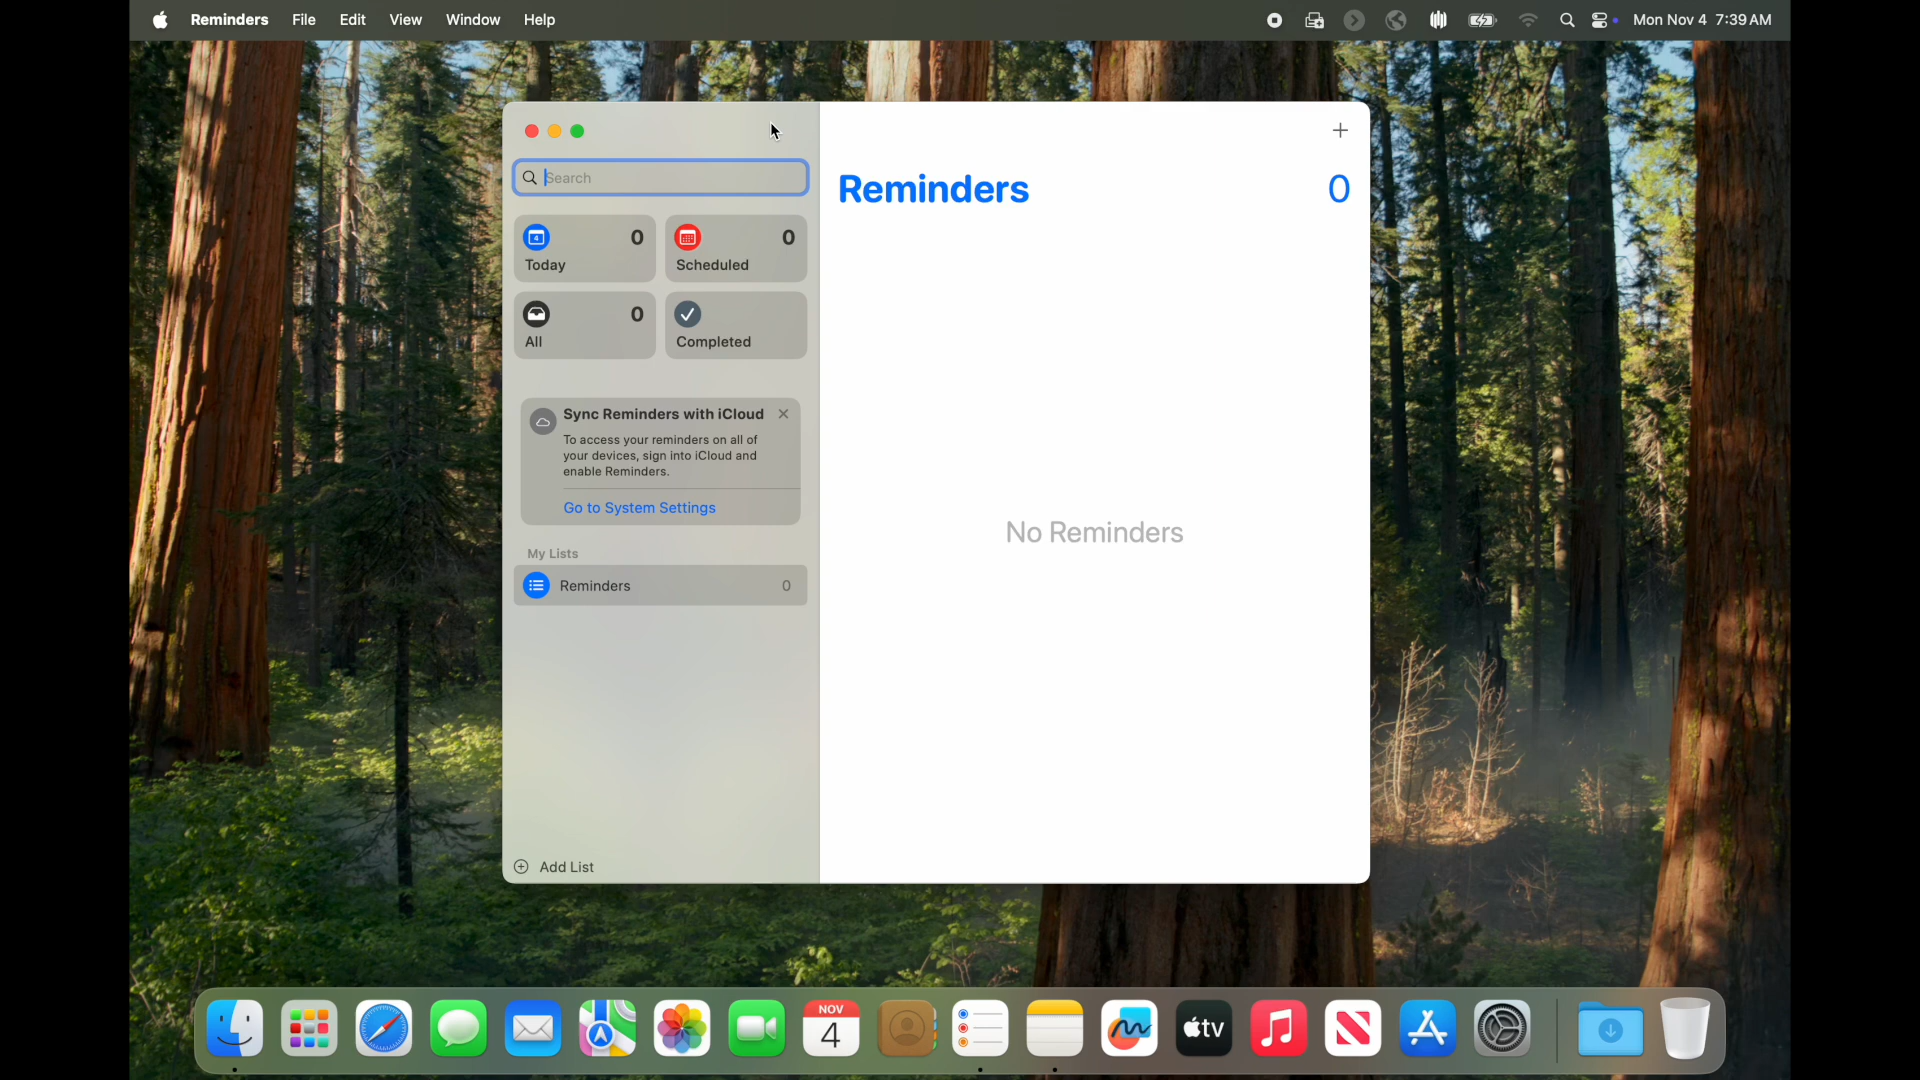 Reminders File Edit View Window Help Mon Nov 4 7:39 AM
Search
Reminders 0
4 0
Today
0
Scheduled
0
All
Completed
Sync Reminders with iCloud
To access your reminders on all of
your devices, sign into iCloud and
enable Reminders.
Go to System Settings
No Reminders
My Lists
Reminders 0
Add List
NOV
4
tv